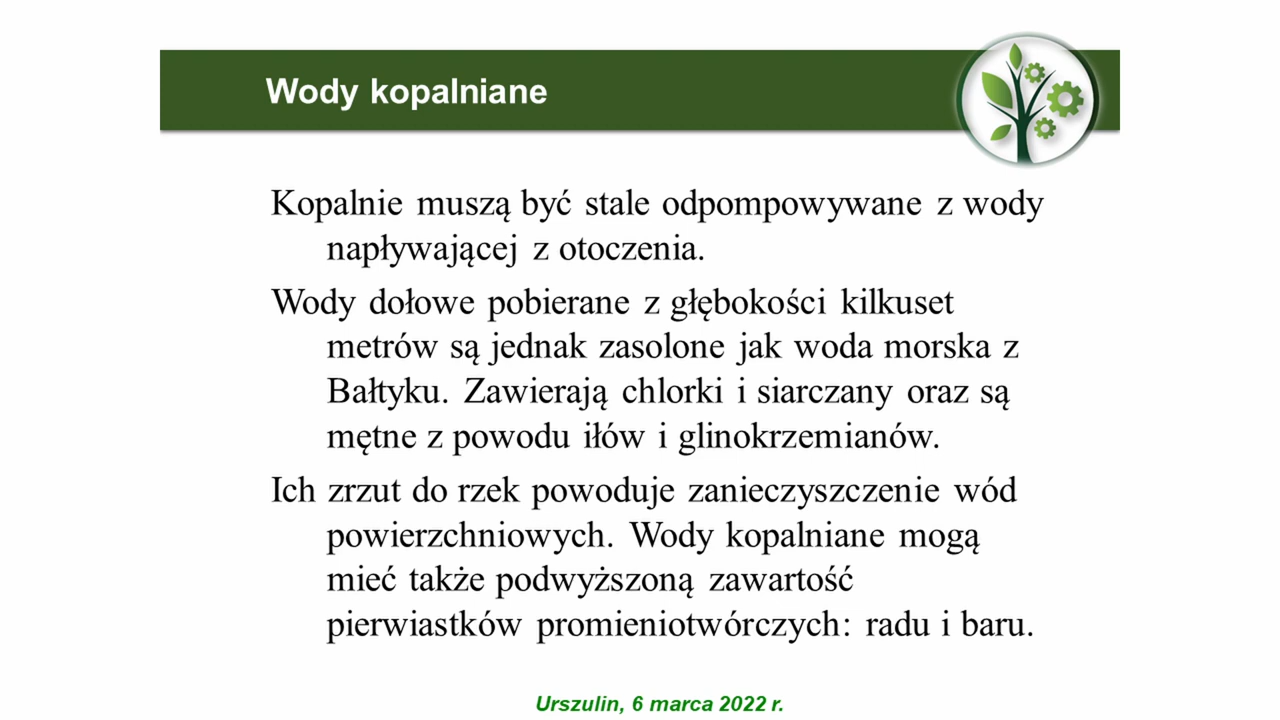 Wody kopalniane
Kopalnie muszą być stale odpompowywane z wody
napływającej z otoczenia.
Wody dołowe pobierane z głębokości kilkuset
metrów są jednak zasolone jak woda morska z
Bałtyku. Zawierają chlorki i siarczany oraz są
mętne z powodu iłów i glinokrzemianów.
Ich zrzut do rzek powoduje zanieczyszczenie wód
powierzchniowych. Wody kopalniane mogą
mieć także podwyższoną zawartość
pierwiastków promieniotwórczych: radu i baru.
Urszulin, 6 marca 2022 r.